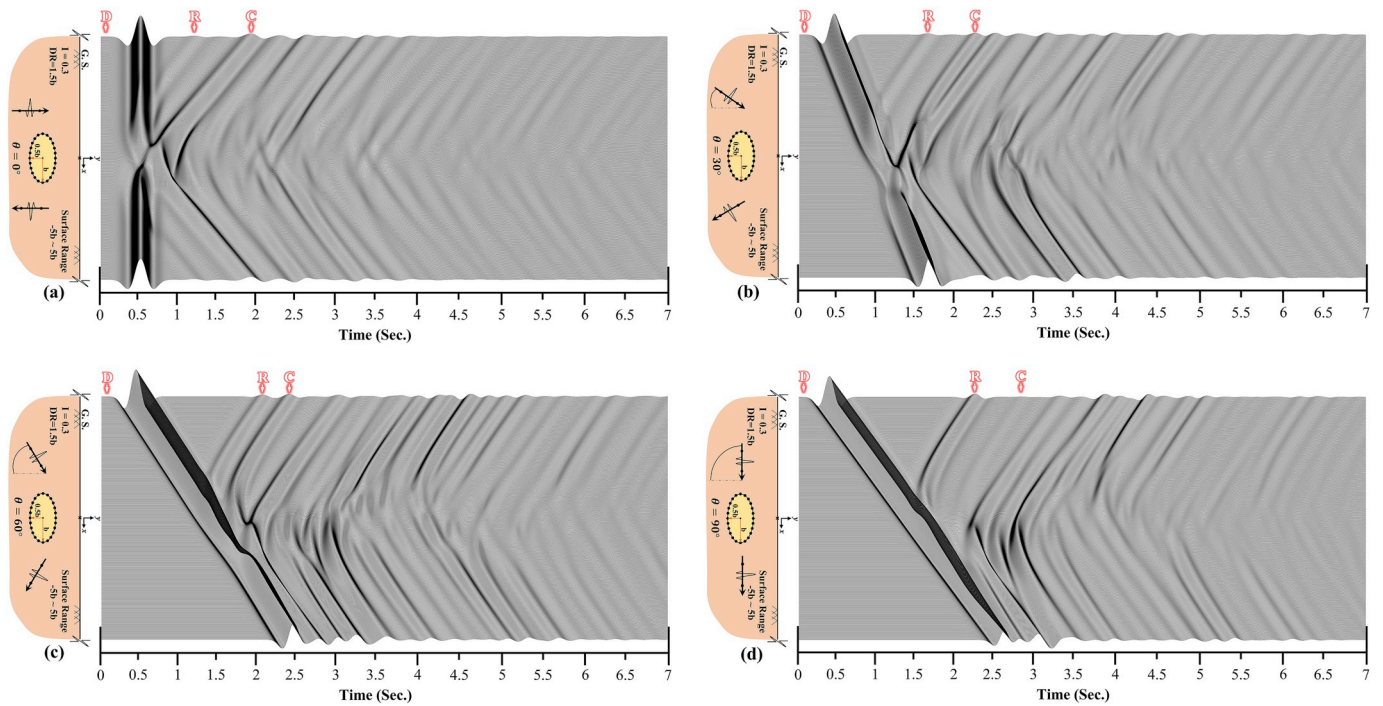 D R C
G. S.
I = 0.3
DR=1.5b
0.5b
b
y
x
θ = 0°
Surface Range
-5b ~ 5b
(a)
0 0.5 1 1.5 2 2.5 3 3.5 4 4.5 5 5.5 6 6.5 7
Time (Sec.)
D R C
G. S.
I = 0.3
DR=1.5b
0.5b
b
y
x
θ = 30°
Surface Range
-5b ~ 5b
(b)
0 0.5 1 1.5 2 2.5 3 3.5 4 4.5 5 5.5 6 6.5 7
Time (Sec.)
D R C
G. S.
I = 0.3
DR=1.5b
0.5b
b
y
x
θ = 60°
Surface Range
-5b ~ 5b
(c)
0 0.5 1 1.5 2 2.5 3 3.5 4 4.5 5 5.5 6 6.5 7
Time (Sec.)
D R C
G. S.
I = 0.3
DR=1.5b
0.5b
b
y
x
θ = 90°
Surface Range
-5b ~ 5b
(d)
0 0.5 1 1.5 2 2.5 3 3.5 4 4.5 5 5.5 6 6.5 7
Time (Sec.)